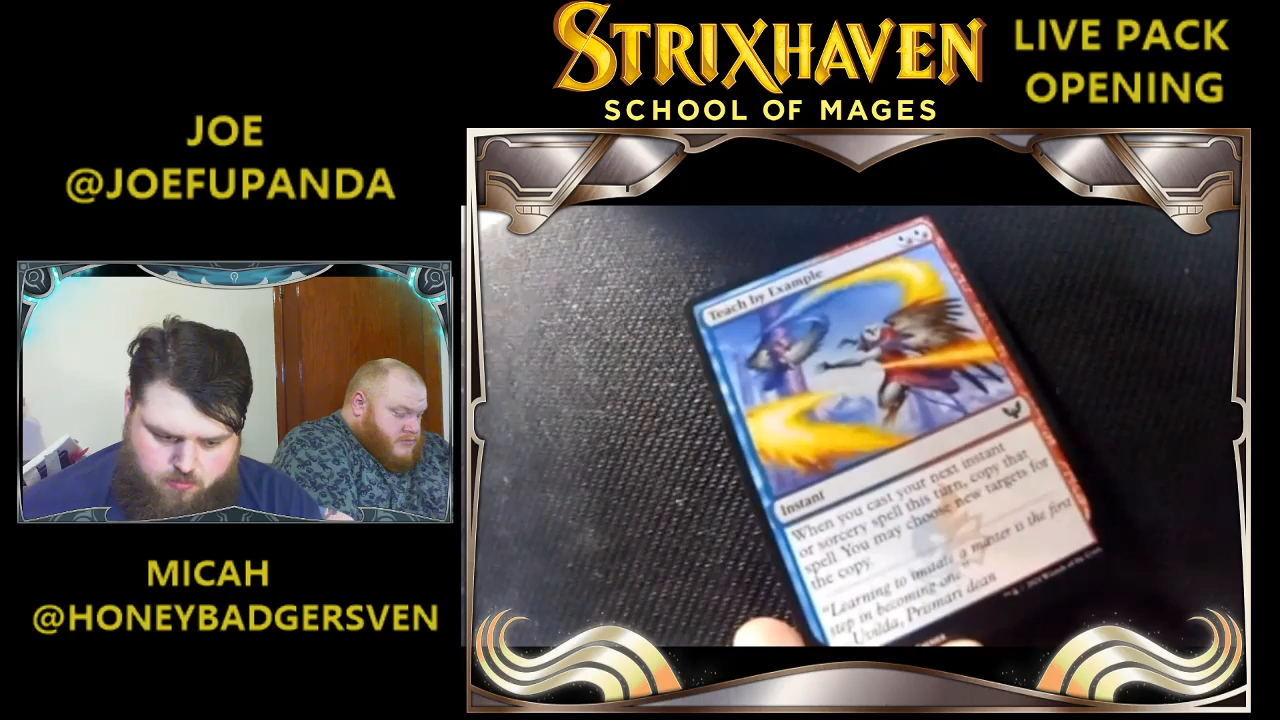 STRIXHAVEN
SCHOOL OF MAGES
LIVE PACK
OPENING
JOE
@JOEFUPANDA
MICAH
@HONEYBADGERSVEN
Teach by Example
Instant
When you cast your next instant
or sorcery spell this turn, copy that
spell. You may choose new targets for
the copy.
"Learning to imitate a master is the first
step in becoming one."
Uvilda, Prismari dean